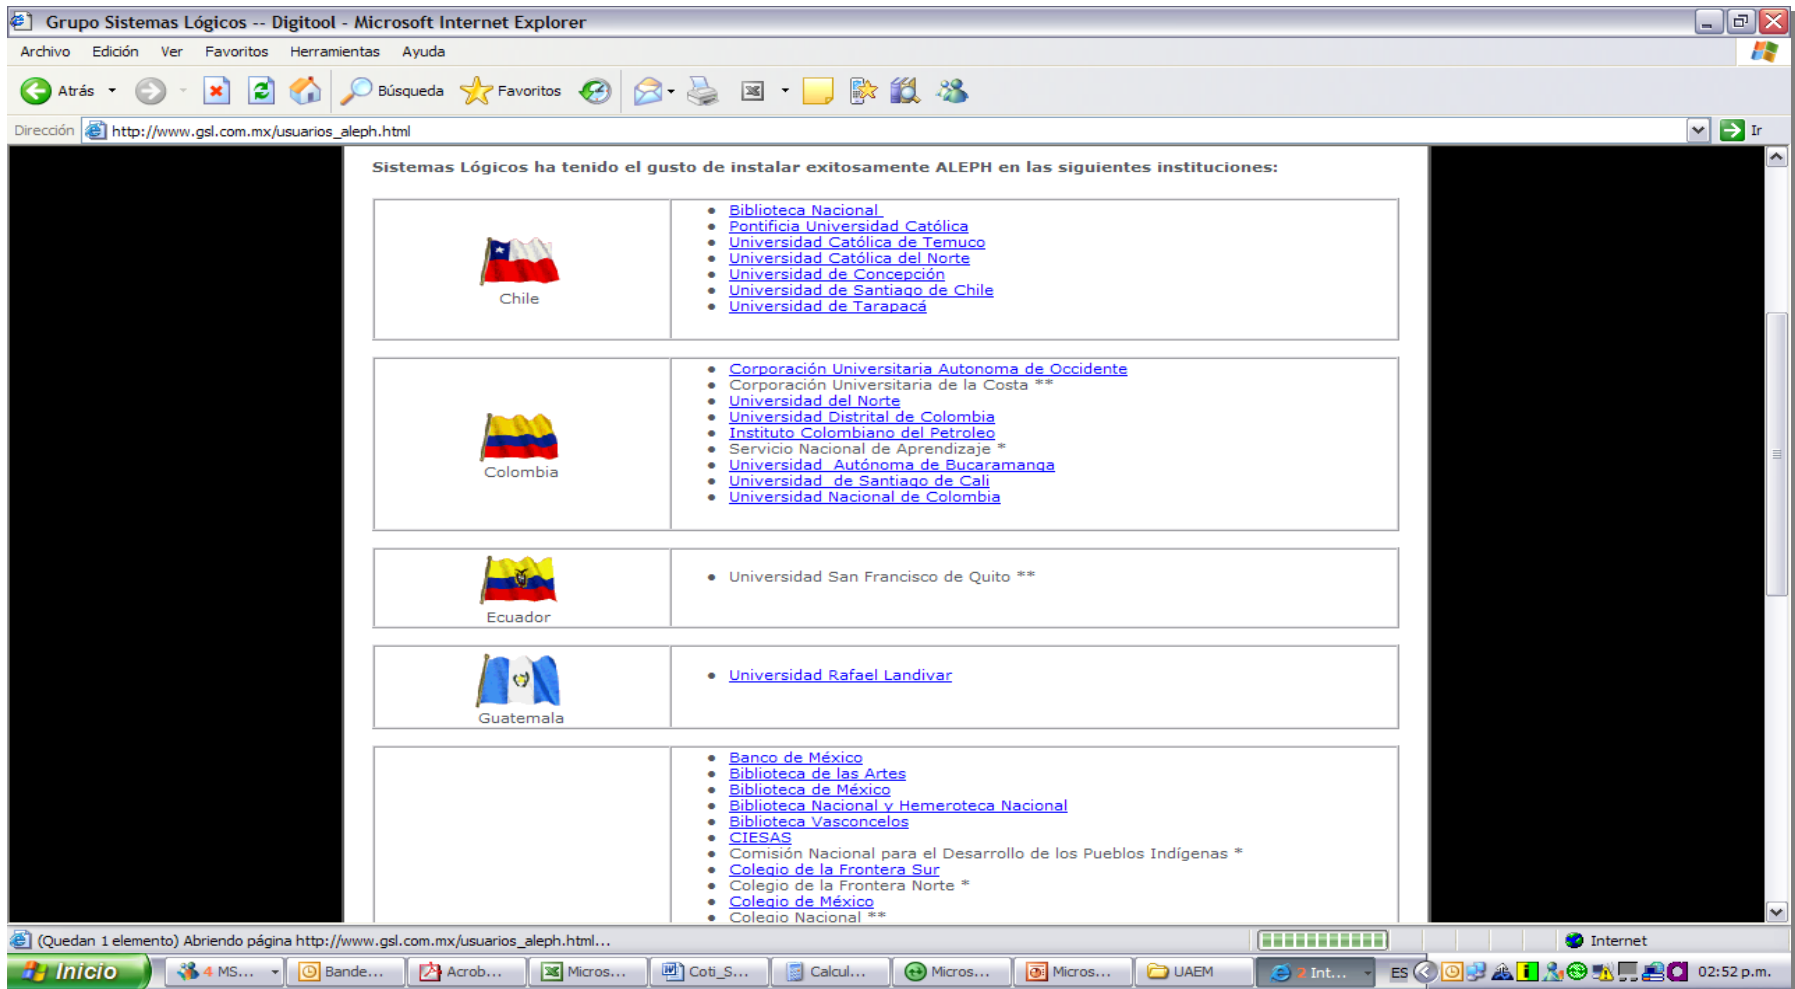 Grupo Sistemas Lógicos -- Digitool - Microsoft Internet Explorer
Archivo Edición Ver Favoritos Herramientas Ayuda
Atrás Búsqueda Favoritos
Dirección http://www.gsl.com.mx/usuarios_aleph.html Ir
Sistemas Lógicos ha tenido el gusto de instalar exitosamente ALEPH en las siguientes instituciones:
Chile
Biblioteca Nacional
Pontificia Universidad Católica
Universidad Católica de Temuco
Universidad Católica del Norte
Universidad de Concepción
Universidad de Santiago de Chile
Universidad de Tarapacá
Colombia
Corporación Universitaria Autonoma de Occidente
Corporación Universitaria de la Costa **
Universidad del Norte
Universidad Distrital de Colombia
Instituto Colombiano del Petroleo
Servicio Nacional de Aprendizaje *
Universidad Autónoma de Bucaramanga
Universidad de Santiago de Cali
Universidad Nacional de Colombia
Ecuador
Universidad San Francisco de Quito **
Guatemala
Universidad Rafael Landivar
Banco de México
Biblioteca de las Artes
Biblioteca de México
Biblioteca Nacional y Hemeroteca Nacional
Biblioteca Vasconcelos
CIESAS
Comisión Nacional para el Desarrollo de los Pueblos Indígenas *
Colegio de la Frontera Sur
Colegio de la Frontera Norte *
Colegio de México
Colegio Nacional **
(Quedan 1 elemento) Abriendo página http://www.gsl.com.mx/usuarios_aleph.html... Internet
Inicio 4 MS... Bande... Acrob... Micros... Coti_S... Calcul... Micros... Micros... UAEM 2 Int... ES 02:52 p.m.